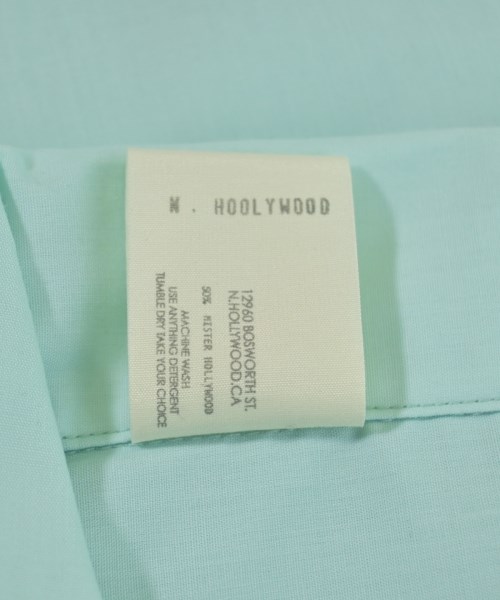 N. HOOLYWOOD
12960 BOSWORTH ST.
N.HOLLYWOOD.CA
50% MISTER HOLLYWOOD
MACHINE WASH
USE ANYTHING DETERGENT
TUMBLE DRY TAKE YOUR CHOICE